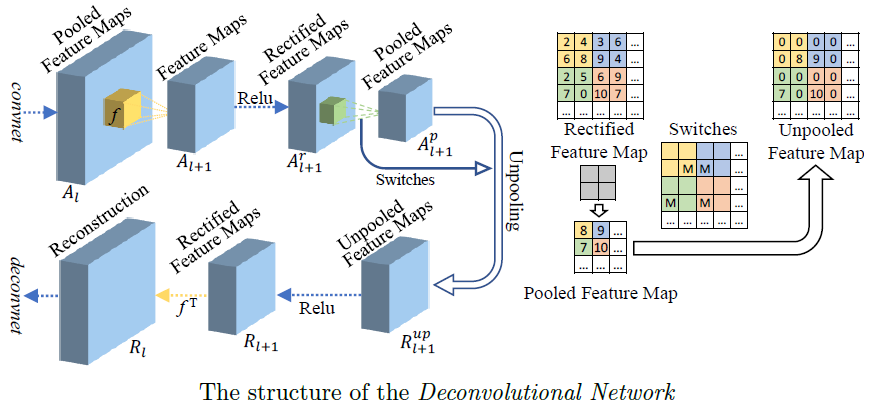 Pooled
Feature Maps
Feature Maps
Rectified
Feature Maps
Pooled
Feature Maps
convnet
f
Relu
A_l
A_{l+1}
A^r_{l+1}
A^p_{l+1}
Switches
Unpooling
Reconstruction
Rectified
Feature Maps
Unpooled
Feature Maps
deconvnet
f^T
Relu
R_l
R_{l+1}
R^{up}_{l+1}
2 4 3 6 ...
6 8 9 4 ...
2 5 6 9 ...
7 0 10 7 ...
... ... ... ... ...
Rectified
Feature Map
Switches
...
M M ...
...
M M ...
... ... ... ... ...
0 0 0 0 ...
0 8 9 0 ...
0 0 0 0 ...
7 0 10 0 ...
... ... ... ... ...
Unpooled
Feature Map
8 9 ...
7 10 ...
... ... ...
Pooled Feature Map
The structure of the Deconvolutional Network